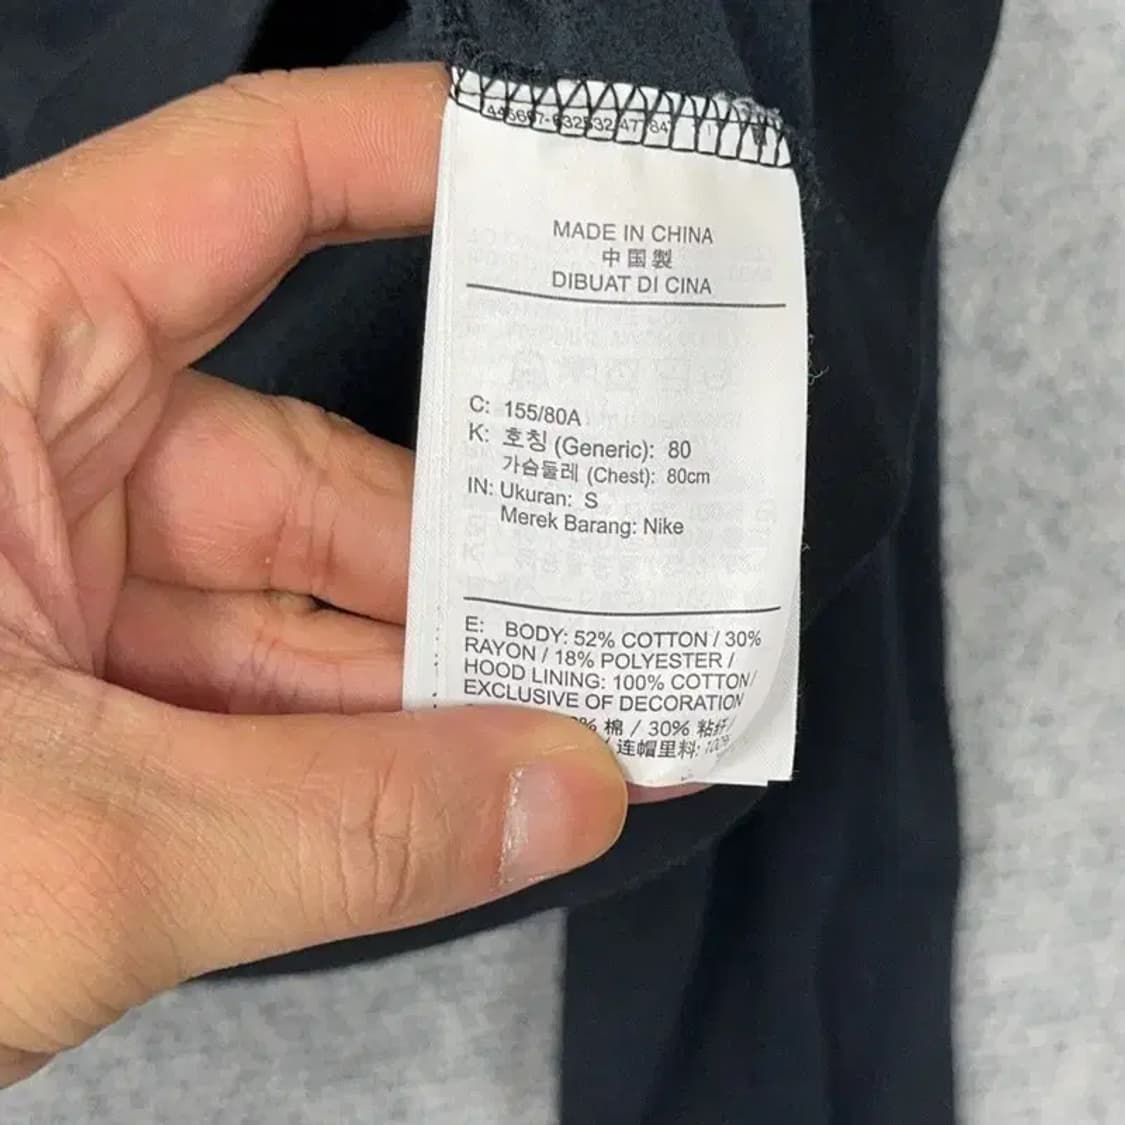 MADE IN CHINA
中国製
DIBUAT DI CINA
C: 155/80A
K: 호칭 (Generic): 80
가슴둘레 (Chest): 80cm
IN: Ukuran: S
Merek Barang: Nike
E: BODY: 52% COTTON / 30%
RAYON / 18% POLYESTER /
HOOD LINING: 100% COTTON/
EXCLUSIVE OF DECORATION
% 棉 / 30% 粘纤/
/ 连帽里料: 100%